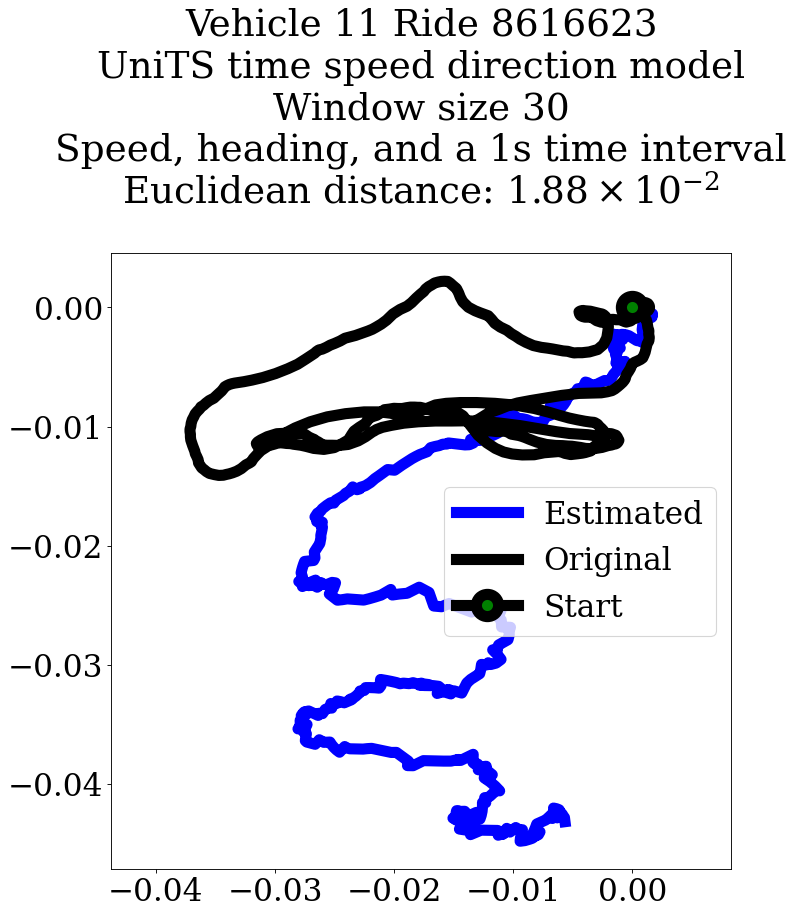 Vehicle 11 Ride 8616623
UniTS time speed direction model
Window size 30
Speed, heading, and a 1s time interval
Euclidean distance: 1.88 × 10⁻²
0.00
−0.01
−0.02
−0.03
−0.04
Estimated
Original
Start
−0.04 −0.03 −0.02 −0.01 0.00